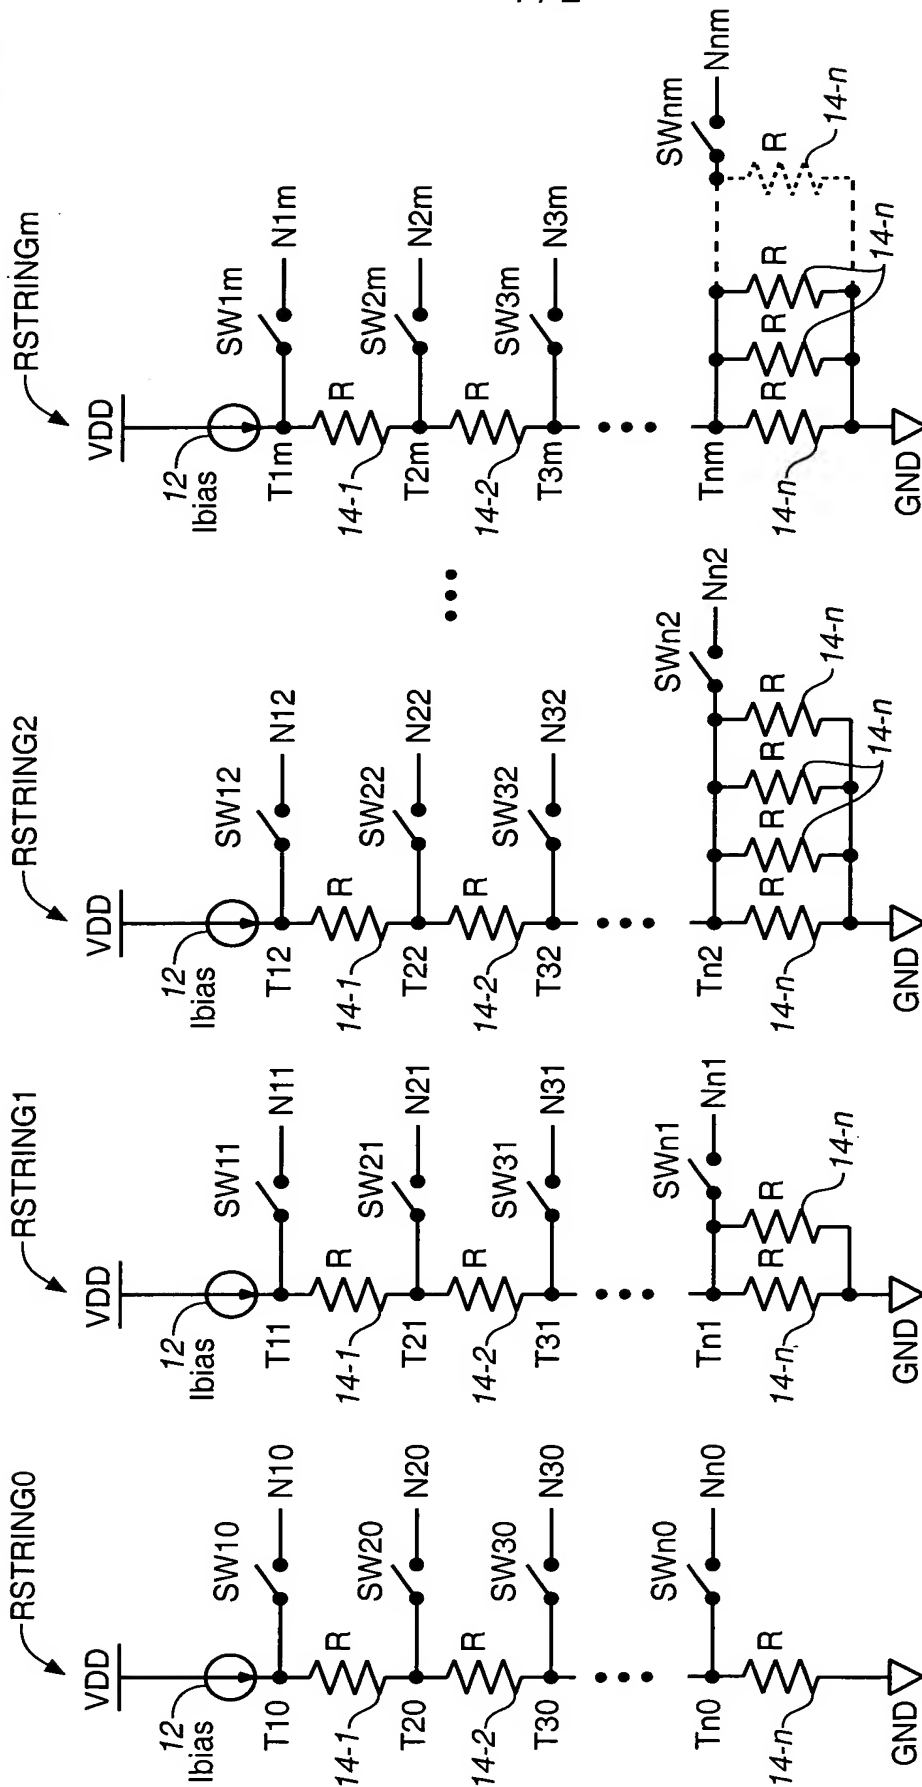 RSTRING0
VDD
12
Ibias
SW10
T10
N10
R
14-1
SW20
T20
N20
R
14-2
SW30
T30
N30
SWn0
Tn0
Nn0
R
14-n
GND
RSTRING1
VDD
12
Ibias
SW11
T11
N11
R
14-1
SW21
T21
N21
R
14-2
SW31
T31
N31
SWn1
Tn1
Nn1
R
R
14-n
14-n
GND
RSTRING2
VDD
12
Ibias
SW12
T12
N12
R
14-1
SW22
T22
N22
R
14-2
SW32
T32
N32
SWn2
Tn2
Nn2
R
R
R
R
14-n
14-n
14-n
GND
RSTRINGm
VDD
12
Ibias
SW1m
T1m
N1m
R
14-1
SW2m
T2m
N2m
R
14-2
SW3m
T3m
N3m
SWnm
Tnm
Nnm
R
R
R
R
14-n
14-n
14-n
GND